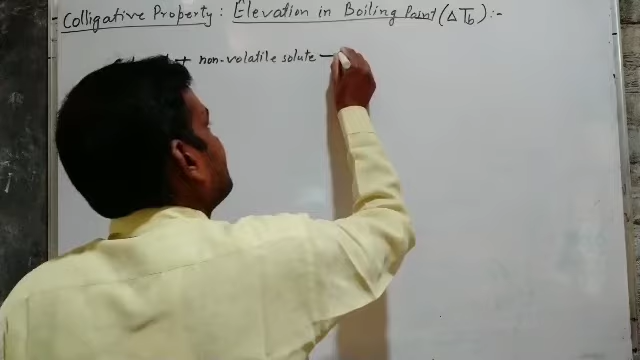 Colligative Property : Elevation in Boiling Point (ΔTb) :-
+ non-volatile solute —